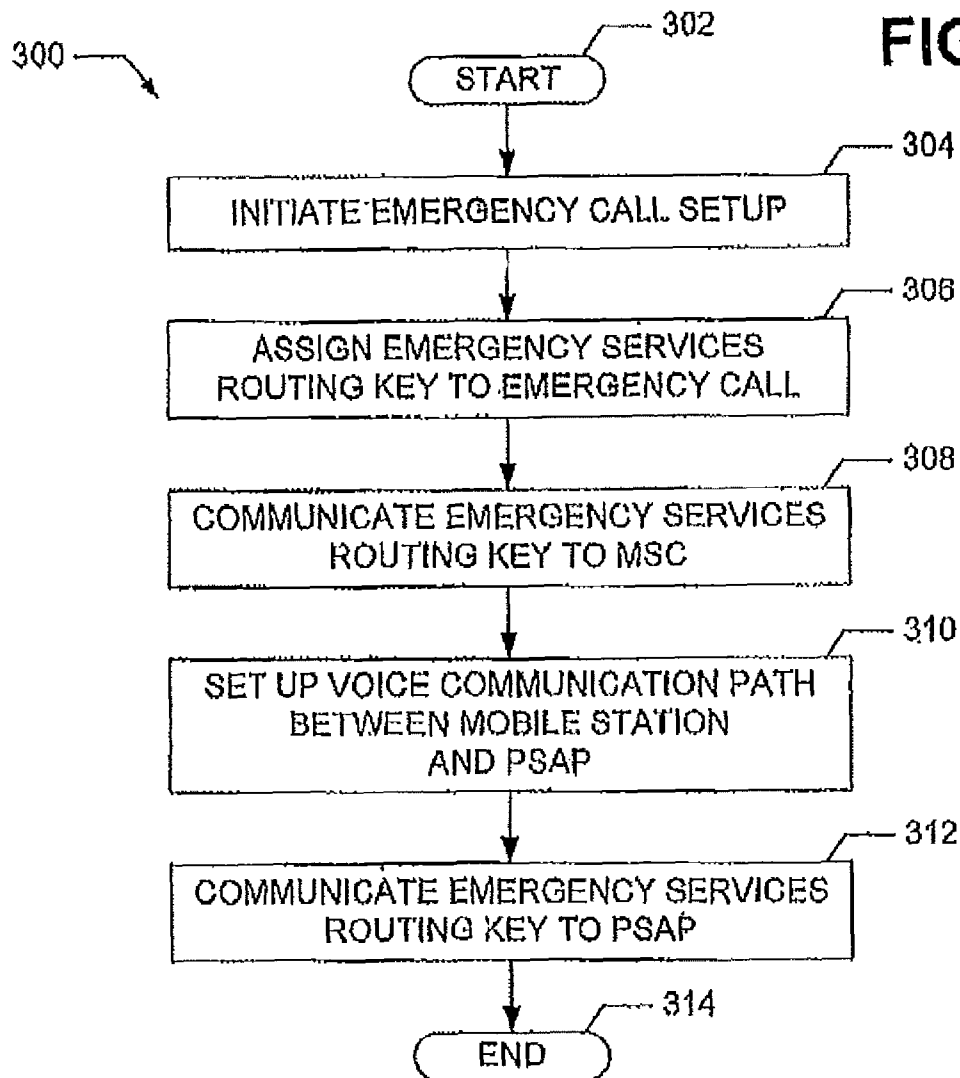 300
302
FIG
START
304
INITIATE EMERGENCY CALL SETUP
306
ASSIGN EMERGENCY SERVICES
ROUTING KEY TO EMERGENCY CALL
308
COMMUNICATE EMERGENCY SERVICES
ROUTING KEY TO MSC
310
SET UP VOICE COMMUNICATION PATH
BETWEEN MOBILE STATION
AND PSAP
312
COMMUNICATE EMERGENCY SERVICES
ROUTING KEY TO PSAP
314
END